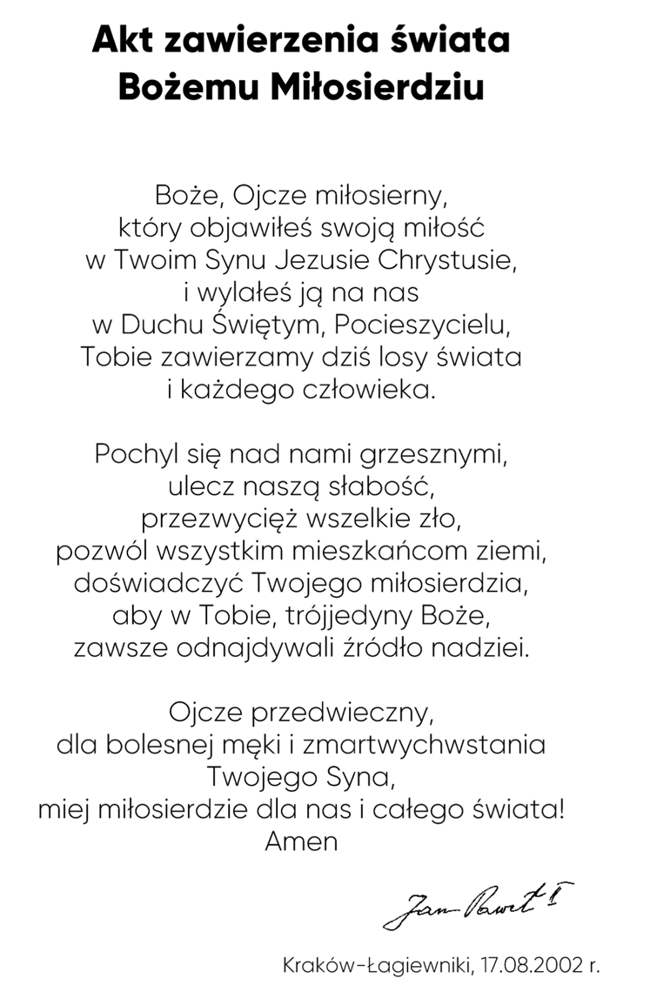 Akt zawierzenia świata
Bożemu Miłosierdziu
Boże, Ojcze miłosierny,
który objawiłeś swoją miłość
w Twoim Synu Jezusie Chrystusie,
i wylałeś ją na nas
w Duchu Świętym, Pocieszycielu,
Tobie zawierzamy dziś losy świata
i każdego człowieka.
Pochyl się nad nami grzesznymi,
ulecz naszą słabość,
przezwycięż wszelkie zło,
pozwól wszystkim mieszkańcom ziemi,
doświadczyć Twojego miłosierdzia,
aby w Tobie, trójjedyny Boże,
zawsze odnajdywali źródło nadziei.
Ojcze przedwieczny,
dla bolesnej męki i zmartwychwstania
Twojego Syna,
miej miłosierdzie dla nas i całego świata!
Amen
Jan Paweł II
Kraków-Łagiewniki, 17.08.2002 r.